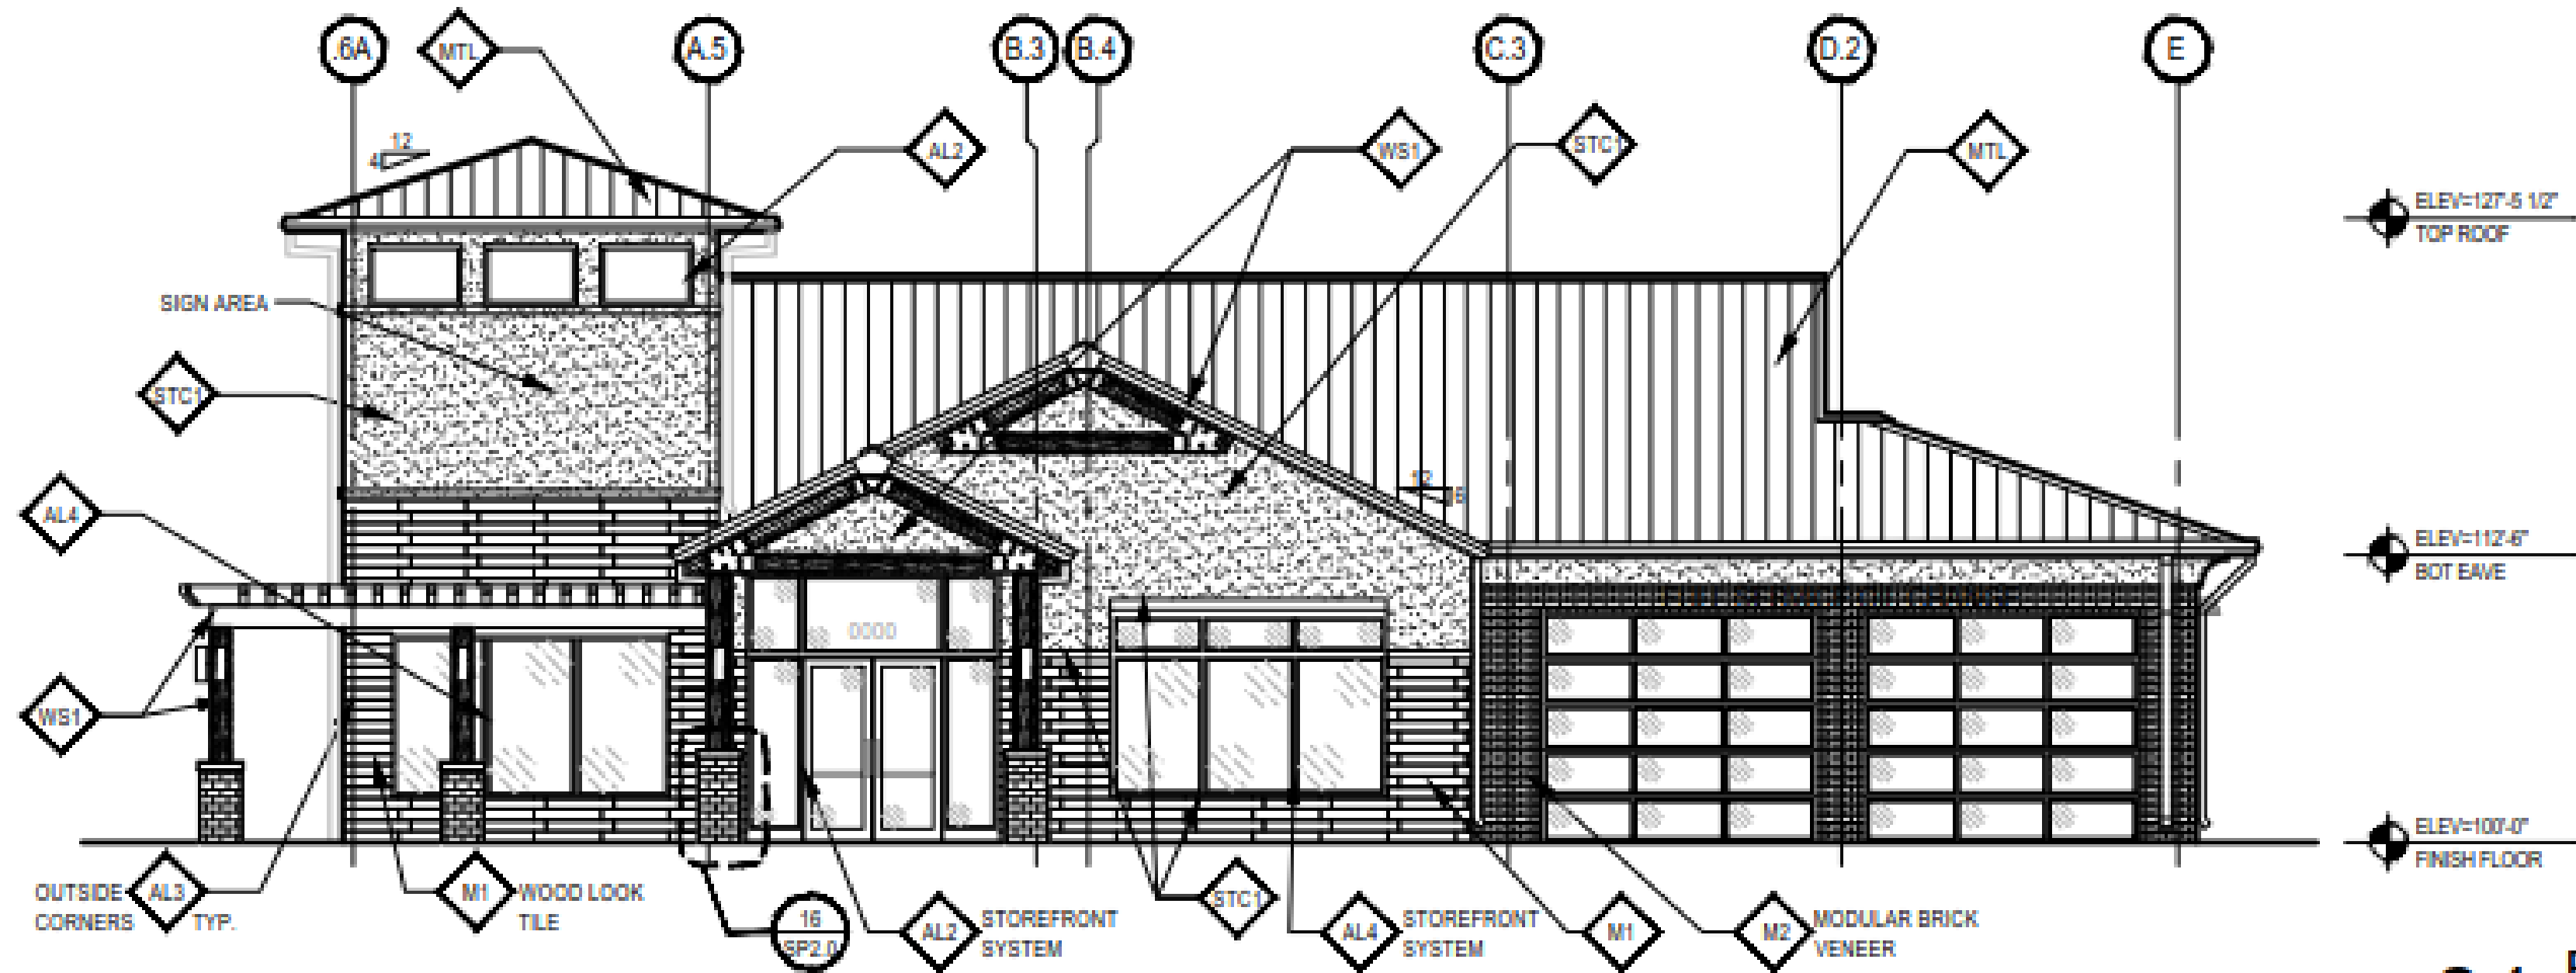 .6A
MTL
A.5
B.3
B.4
C.3
D.2
E
12
4
AL2
WS1
STC1
MTL
ELEV=127'-5 1/2"
TOP ROOF
SIGN AREA
STC1
12
AL4
ELEV=112'-6"
BOT EAVE
0000
WS1
ELEV=100'-0"
FINISH FLOOR
OUTSIDE
CORNERS
AL3
TYP.
M1
WOOD LOOK
TILE
16
SP2.0
AL2
STOREFRONT
SYSTEM
STC1
AL4
STOREFRONT
SYSTEM
M1
M2
MODULAR BRICK
VENEER